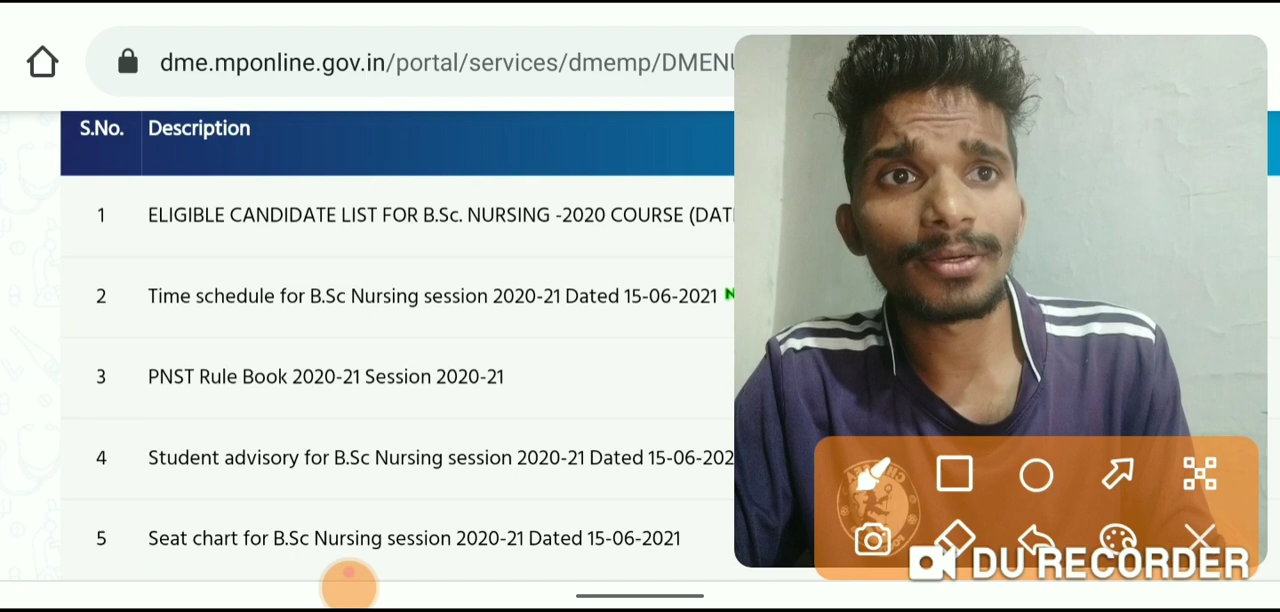 dme.mponline.gov.in/portal/services/dmemp/DMENU
S.No. Description
1 ELIGIBLE CANDIDATE LIST FOR B.Sc. NURSING -2020 COURSE (DAT
2 Time schedule for B.Sc Nursing session 2020-21 Dated 15-06-2021 N
3 PNST Rule Book 2020-21 Session 2020-21
4 Student advisory for B.Sc Nursing session 2020-21 Dated 15-06-202
5 Seat chart for B.Sc Nursing session 2020-21 Dated 15-06-2021
DU RECORDER